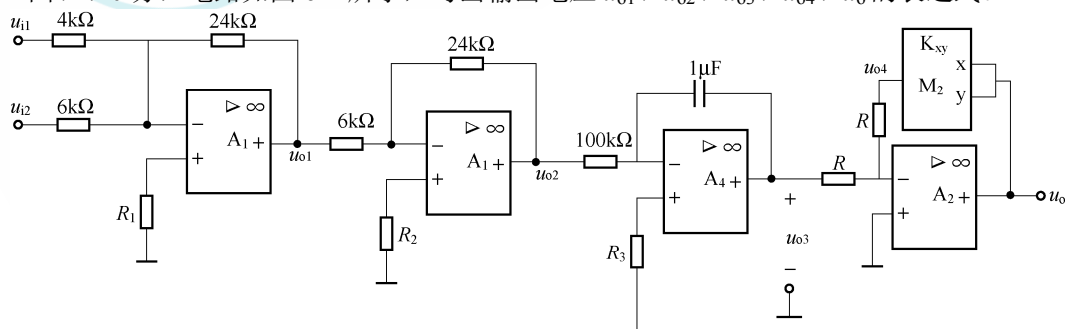 u_i1 4kΩ 24kΩ
u_i2 6kΩ
− + ▷ ∞ A₁ +
R₁
u_o1 6kΩ 24kΩ
− + ▷ ∞ A₁ +
R₂
u_o2 100kΩ 1μF
− + ▷ ∞ A₄ +
R₃
+ u_o3 −
R
u_o4 R
K_xy M₂ x y
− + ▷ ∞ A₂ +
u_o